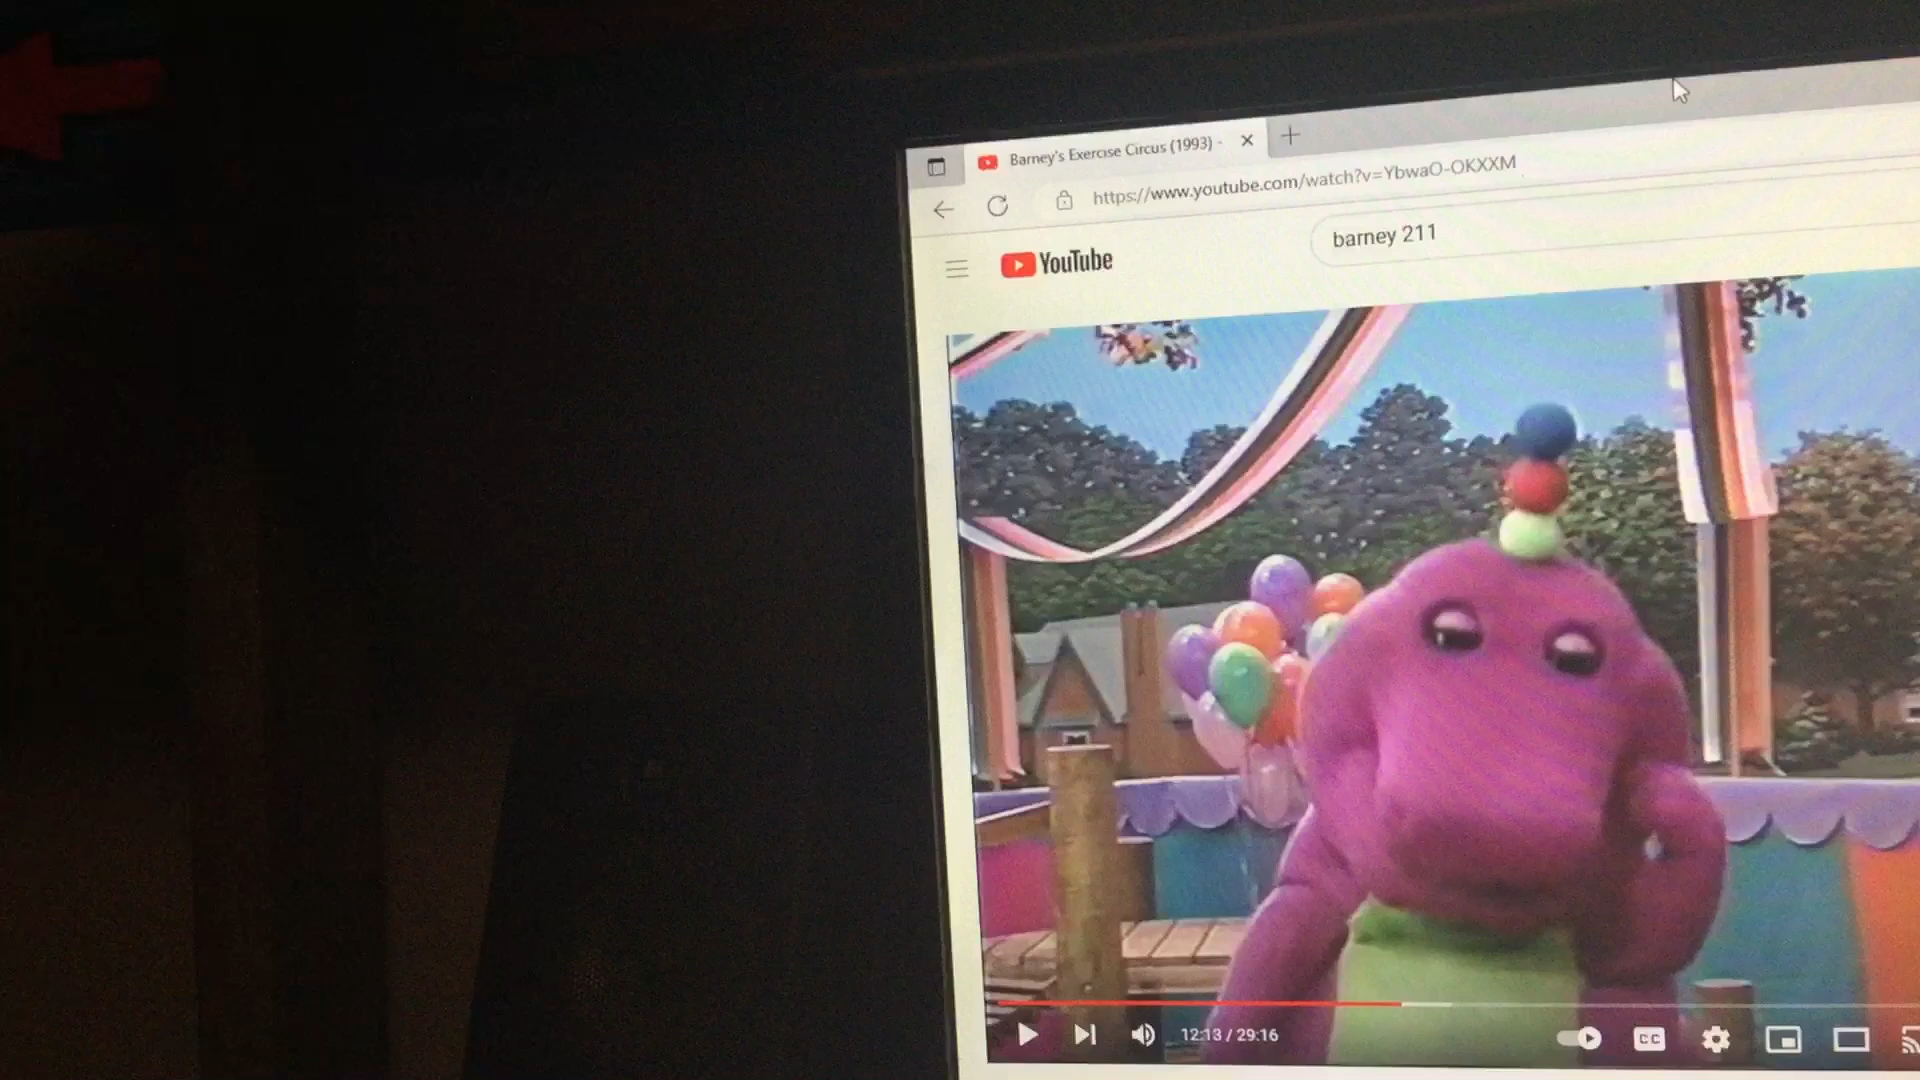 Barney's Exercise Circus (1993) -
https://www.youtube.com/watch?v=YbwaO-OKXXM
YouTube
barney 211
12:13 / 29:16
CC